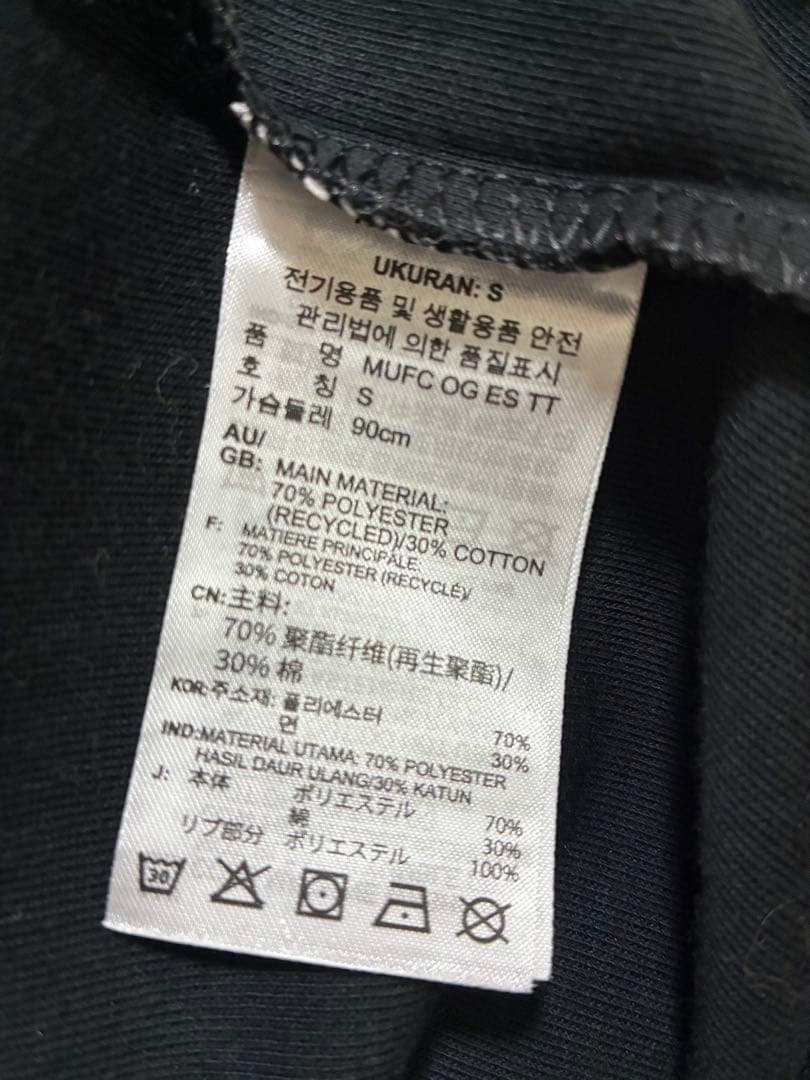 UKURAN: S
전기용품 및 생활용품 안전
관리법에 의한 품질표시
품 명 MUFC OG ES TT
호 칭 S
가슴둘레 90cm
AU/
GB: MAIN MATERIAL:
70% POLYESTER
(RECYCLED)/30% COTTON
F: MATIERE PRINCIPALE:
70% POLYESTER (RECYCLÉ)/
30% COTON
CN:主料:
70% 聚酯纤维(再生聚酯)/
30% 棉
KOR:주소재: 폴리에스터 70%
면 30%
IND:MATERIAL UTAMA: 70% POLYESTER
HASIL DAUR ULANG/30% KATUN
J: 本体 ポリエステル 70%
綿 30%
リブ部分 ポリエステル 100%
30